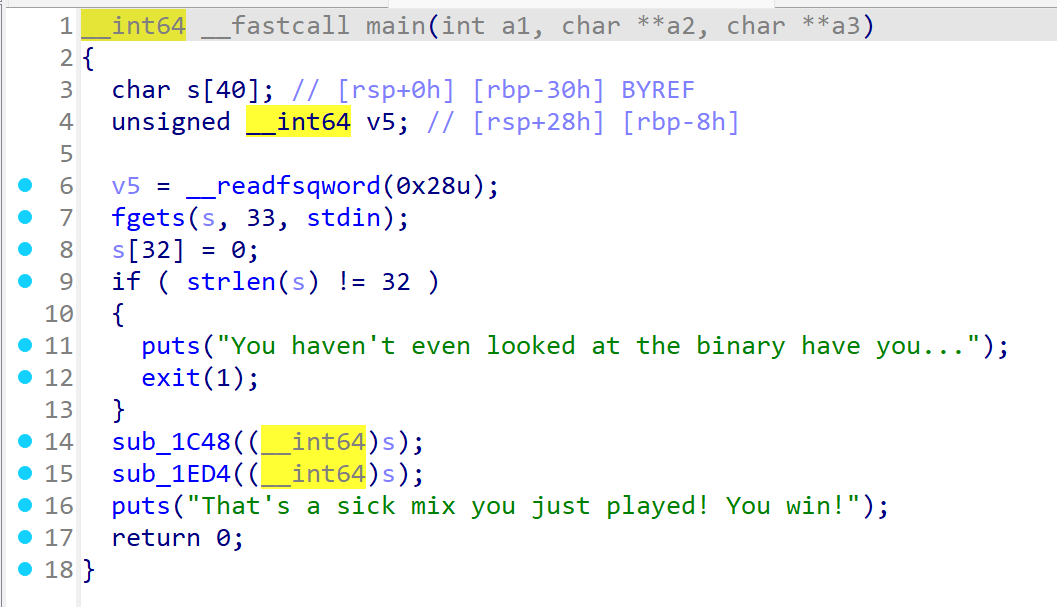 1 __int64 __fastcall main(int a1, char **a2, char **a3)
2 {
3 char s[40]; // [rsp+0h] [rbp-30h] BYREF
4 unsigned __int64 v5; // [rsp+28h] [rbp-8h]
5
6 v5 = __readfsqword(0x28u);
7 fgets(s, 33, stdin);
8 s[32] = 0;
9 if ( strlen(s) != 32 )
10 {
11 puts("You haven't even looked at the binary have you...");
12 exit(1);
13 }
14 sub_1C48((__int64)s);
15 sub_1ED4((__int64)s);
16 puts("That's a sick mix you just played! You win!");
17 return 0;
18 }